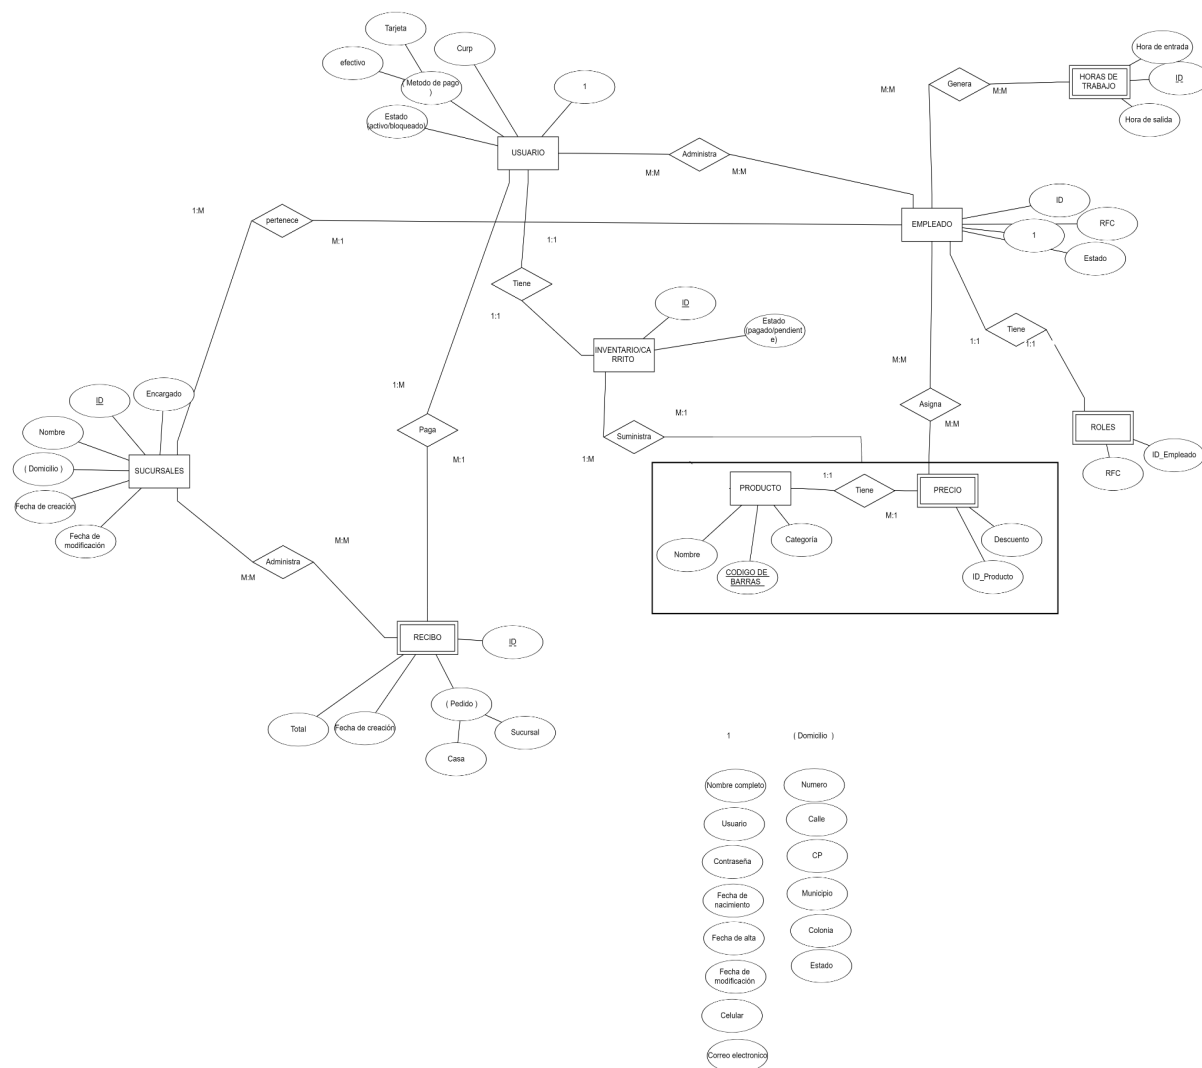 Tarjeta
Curp
efectivo
( Metodo de pago
)
1
Estado
(activo/bloqueado)
USUARIO
Administra
M:M
M:M
M:M
Genera
M:M
HORAS DE
TRABAJO
Hora de entrada
ID
Hora de salida
1:M
pertenece
M:1
1:1
EMPLEADO
ID
RFC
1
Estado
Tiene
1:1
ID
Estado
(pagado/pendient
e)
INVENTARIO/CA
RRITO
Tiene
1:1
1:1
M:M
Asigna
M:M
ROLES
ID_Empleado
RFC
1:M
Paga
M:1
M:1
Suministra
1:M
ID
Encargado
Nombre
( Domicilio )
SUCURSALES
Fecha de creación
Fecha de
modificación
1:1
PRODUCTO
Tiene
PRECIO
M:1
Nombre
Categoría
CODIGO DE
BARRAS
Descuento
ID_Producto
M:M
Administra
M:M
RECIBO
ID
( Pedido )
Total
Fecha de creación
Sucursal
Casa
1
( Domicilio )
Nombre completo
Numero
Usuario
Calle
Contraseña
CP
Fecha de
nacimiento
Municipio
Fecha de alta
Colonia
Fecha de
modificación
Estado
Celular
Correo electronico